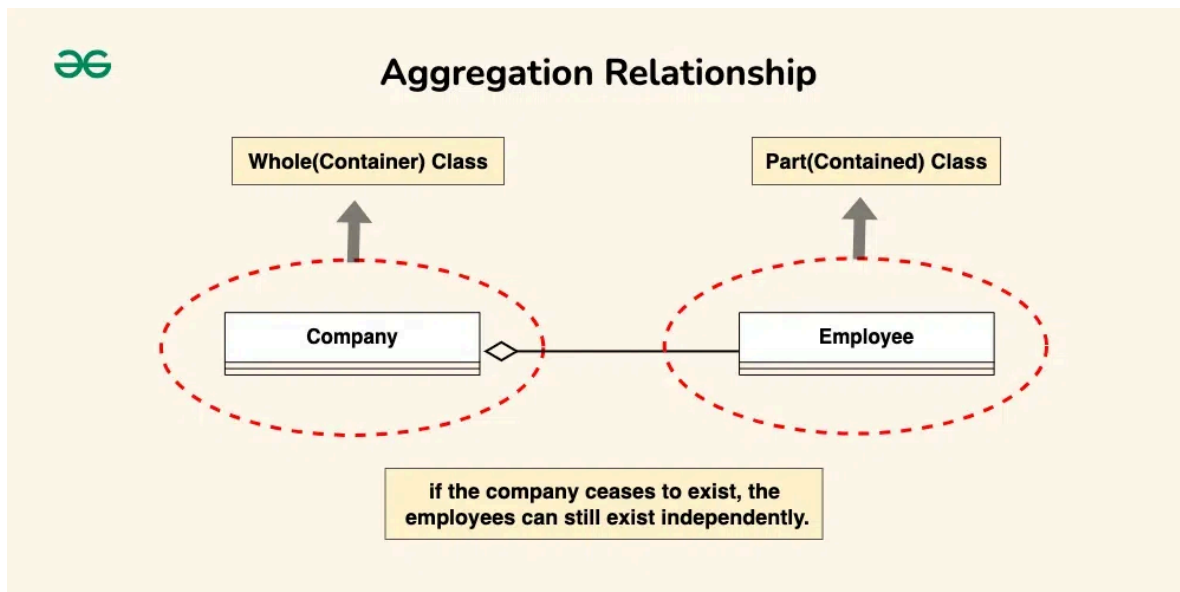 Aggregation Relationship
Whole(Container) Class
Part(Contained) Class
Company
Employee
if the company ceases to exist, the
employees can still exist independently.